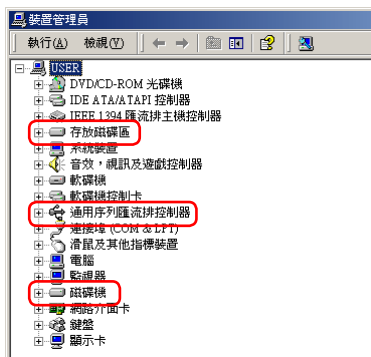 裝置管理員
執行(A) 檢視(V)
USER
DVD/CD-ROM 光碟機
IDE ATA/ATAPI 控制器
IEEE 1394 匯流排主機控制器
存放磁碟區
系統裝置
音效，視訊及遊戲控制器
軟碟機
軟碟機控制卡
通用序列匯流排控制器
連接埠 (COM & LPT)
滑鼠及其他指標裝置
電腦
監視器
磁碟機
網路介面卡
鍵盤
顯示卡